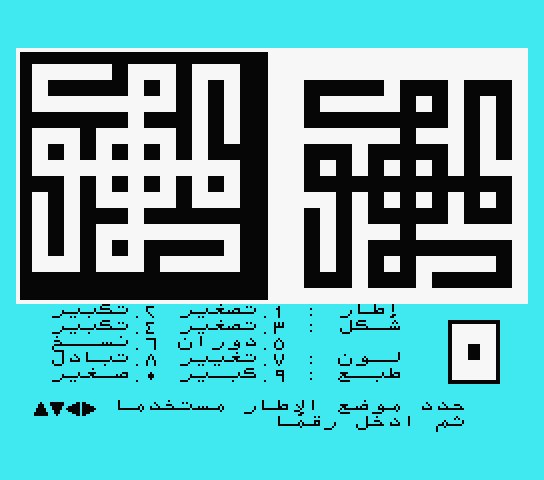 إطار : ١.تصغير ٢.تكبير
شكل : ٣.تصغير ٤.تكبير
٥.دوران ٦.نسخ
لون : ٧.تغيير ٨.تبادل
طبع : ٩.كبير ٠.صغير
حدد موضع الإطار مستخدما ▶◀▼▲
ثم ادخل رقما